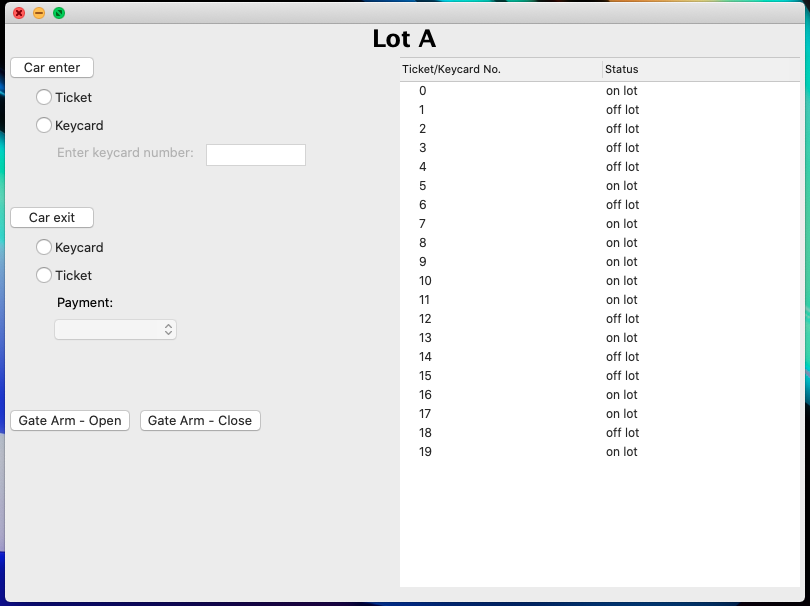 Lot A
Car enter
Ticket
Keycard
Enter keycard number:
Car exit
Keycard
Ticket
Payment:
Gate Arm - Open Gate Arm - Close
Ticket/Keycard No. Status
0 on lot
1 off lot
2 off lot
3 off lot
4 off lot
5 on lot
6 off lot
7 on lot
8 on lot
9 on lot
10 on lot
11 on lot
12 off lot
13 on lot
14 off lot
15 off lot
16 on lot
17 on lot
18 off lot
19 on lot